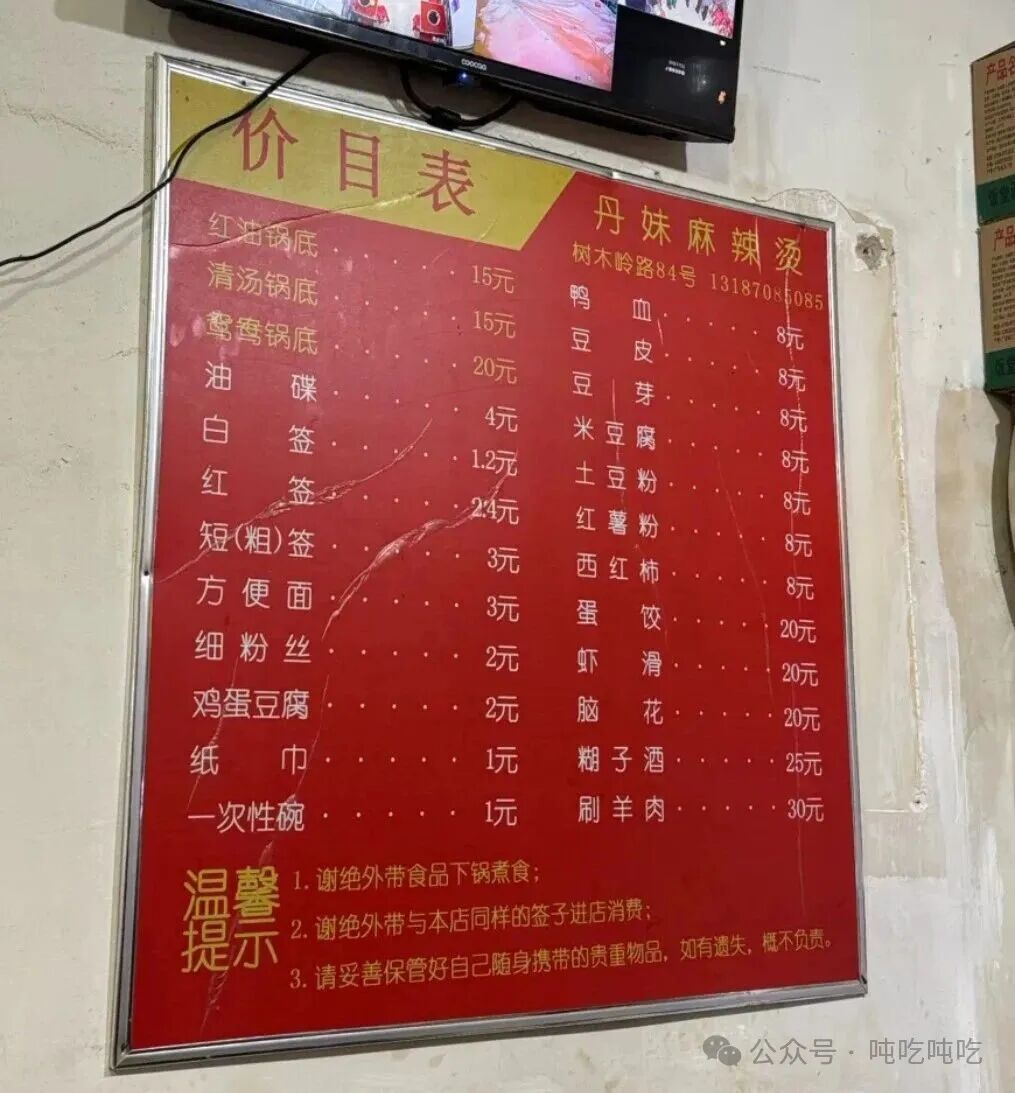 coocaa
价目表
红油锅底······15元
清汤锅底······15元
鸳鸯锅底······20元
油碟······4元
白签······1.2元
红签······2.4元
短(粗)签······3元
方便面······3元
细粉丝······2元
鸡蛋豆腐······2元
纸巾······1元
一次性碗······1元
丹妹麻辣烫
树木岭路84号 13187085085
鸭血······8元
豆皮······8元
豆芽······8元
米豆腐······8元
土豆粉······8元
红薯粉······8元
西红柿······8元
蛋饺······20元
虾滑······20元
脑花······20元
糊子酒······25元
刷羊肉······30元
温馨提示
1. 谢绝外带食品下锅煮食；
2. 谢绝外带与本店同样的签子进店消费；
3. 请妥善保管好自己随身携带的贵重物品，如有遗失，概不负责。
产品名
产品名
公众号 · 吨吃吨吃